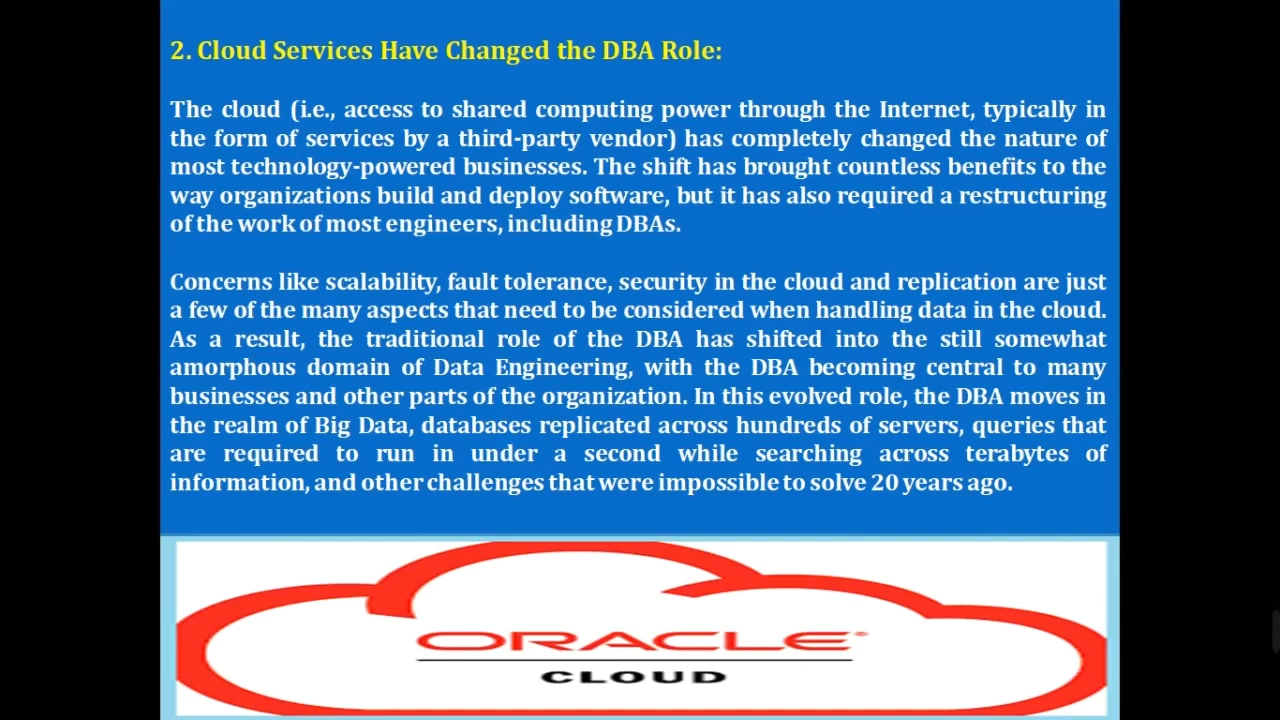 2. Cloud Services Have Changed the DBA Role:
The cloud (i.e., access to shared computing power through the Internet, typically in
the form of services by a third-party vendor) has completely changed the nature of
most technology-powered businesses. The shift has brought countless benefits to the
way organizations build and deploy software, but it has also required a restructuring
of the work of most engineers, including DBAs.
Concerns like scalability, fault tolerance, security in the cloud and replication are just
a few of the many aspects that need to be considered when handling data in the cloud.
As a result, the traditional role of the DBA has shifted into the still somewhat
amorphous domain of Data Engineering, with the DBA becoming central to many
businesses and other parts of the organization. In this evolved role, the DBA moves in
the realm of Big Data, databases replicated across hundreds of servers, queries that
are required to run in under a second while searching across terabytes of
information, and other challenges that were impossible to solve 20 years ago.
ORACLE®
CLOUD